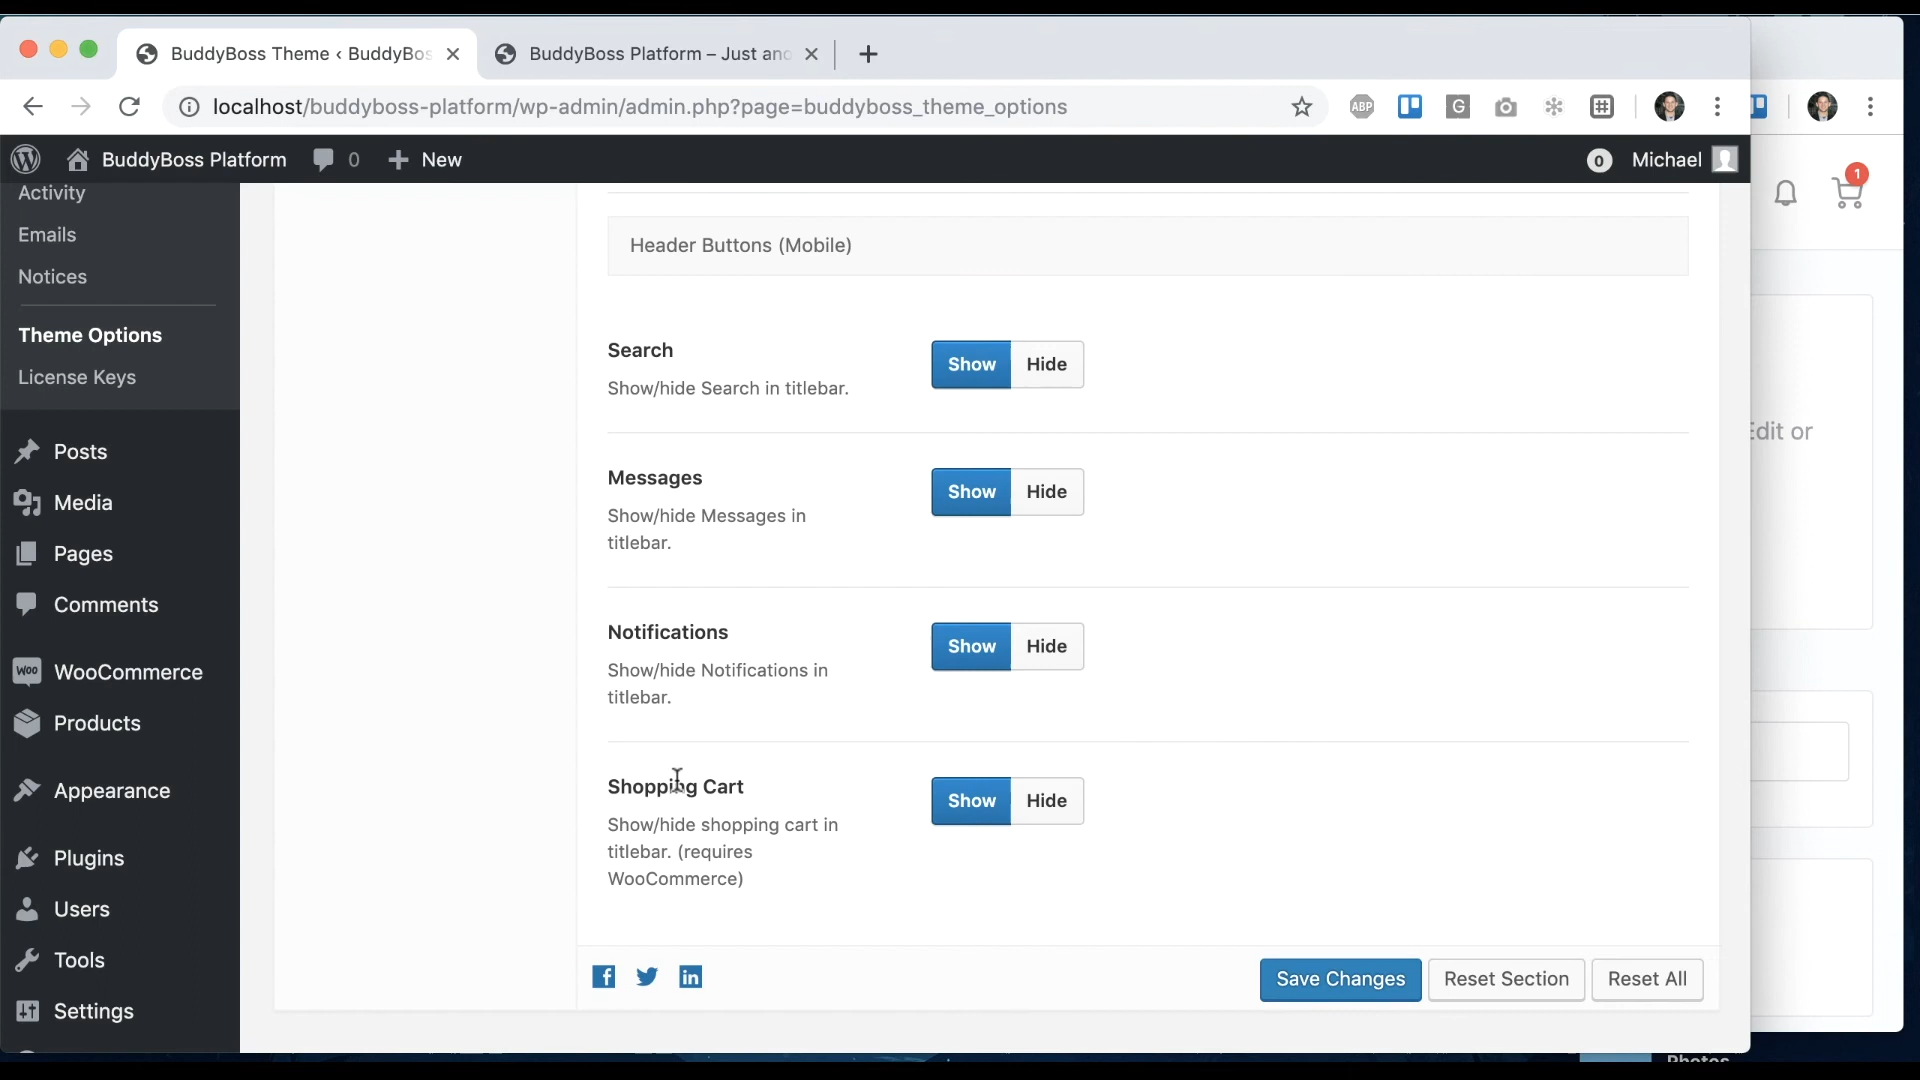 BuddyBoss Theme ‹ BuddyBos
BuddyBoss Platform – Just and
localhost/buddyboss-platform/wp-admin/admin.php?page=buddyboss_theme_options
ABP
G
BuddyBoss Platform
0
New
0
Michael
1
Activity
Emails
Notices
Theme Options
License Keys
Posts
Media
Pages
Comments
WOO
WooCommerce
Products
Appearance
Plugins
Users
Tools
Settings
Header Buttons (Mobile)
Search
Show/hide Search in titlebar.
Show Hide
Messages
Show/hide Messages in
titlebar.
Show Hide
Notifications
Show/hide Notifications in
titlebar.
Show Hide
Shopping Cart
Show/hide shopping cart in
titlebar. (requires
WooCommerce)
Show Hide
Save Changes
Reset Section
Reset All
Edit or
Photos